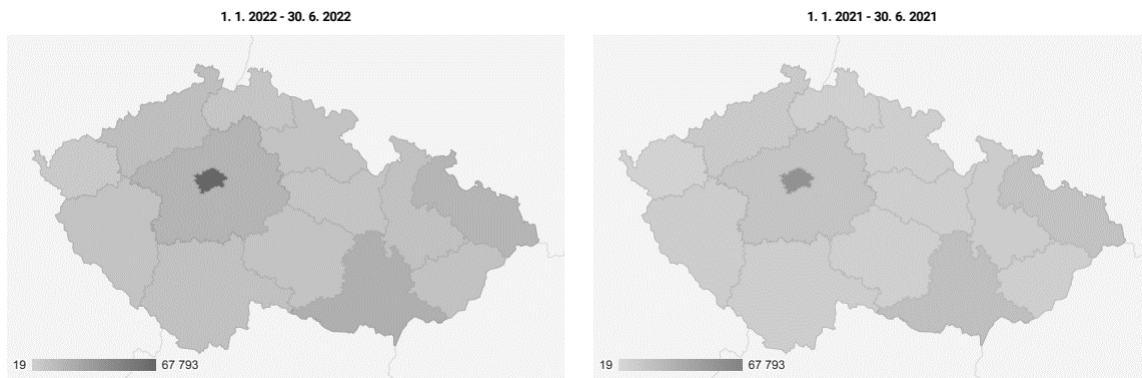 1. 1. 2022 - 30. 6. 2022
1. 1. 2021 - 30. 6. 2021
19 67 793
19 67 793